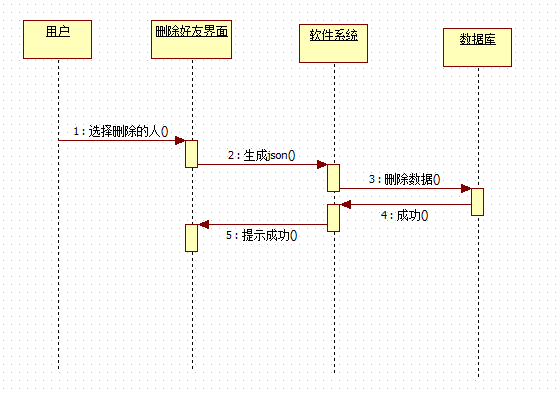 用户
删除好友界面
软件系统
数据库
1 : 选择删除的人()
2 : 生成json()
3 : 删除数据()
4 : 成功()
5 : 提示成功()